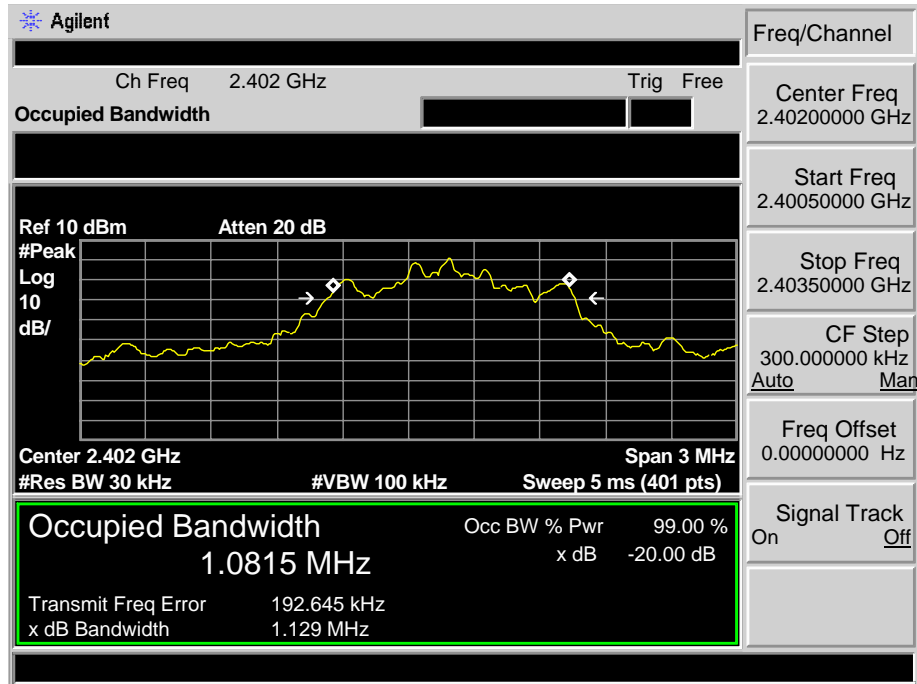 Agilent
Freq/Channel
Ch Freq 2.402 GHz Trig Free
Occupied Bandwidth
Center Freq
2.40200000 GHz
Start Freq
2.40050000 GHz
Stop Freq
2.40350000 GHz
CF Step
300.000000 kHz
Auto Man
Freq Offset
0.00000000 Hz
Signal Track
On Off
Ref 10 dBm Atten 20 dB
#Peak
Log
10
dB/
Center 2.402 GHz Span 3 MHz
#Res BW 30 kHz #VBW 100 kHz Sweep 5 ms (401 pts)
Occupied Bandwidth Occ BW % Pwr 99.00 %
1.0815 MHz x dB -20.00 dB
Transmit Freq Error 192.645 kHz
x dB Bandwidth 1.129 MHz